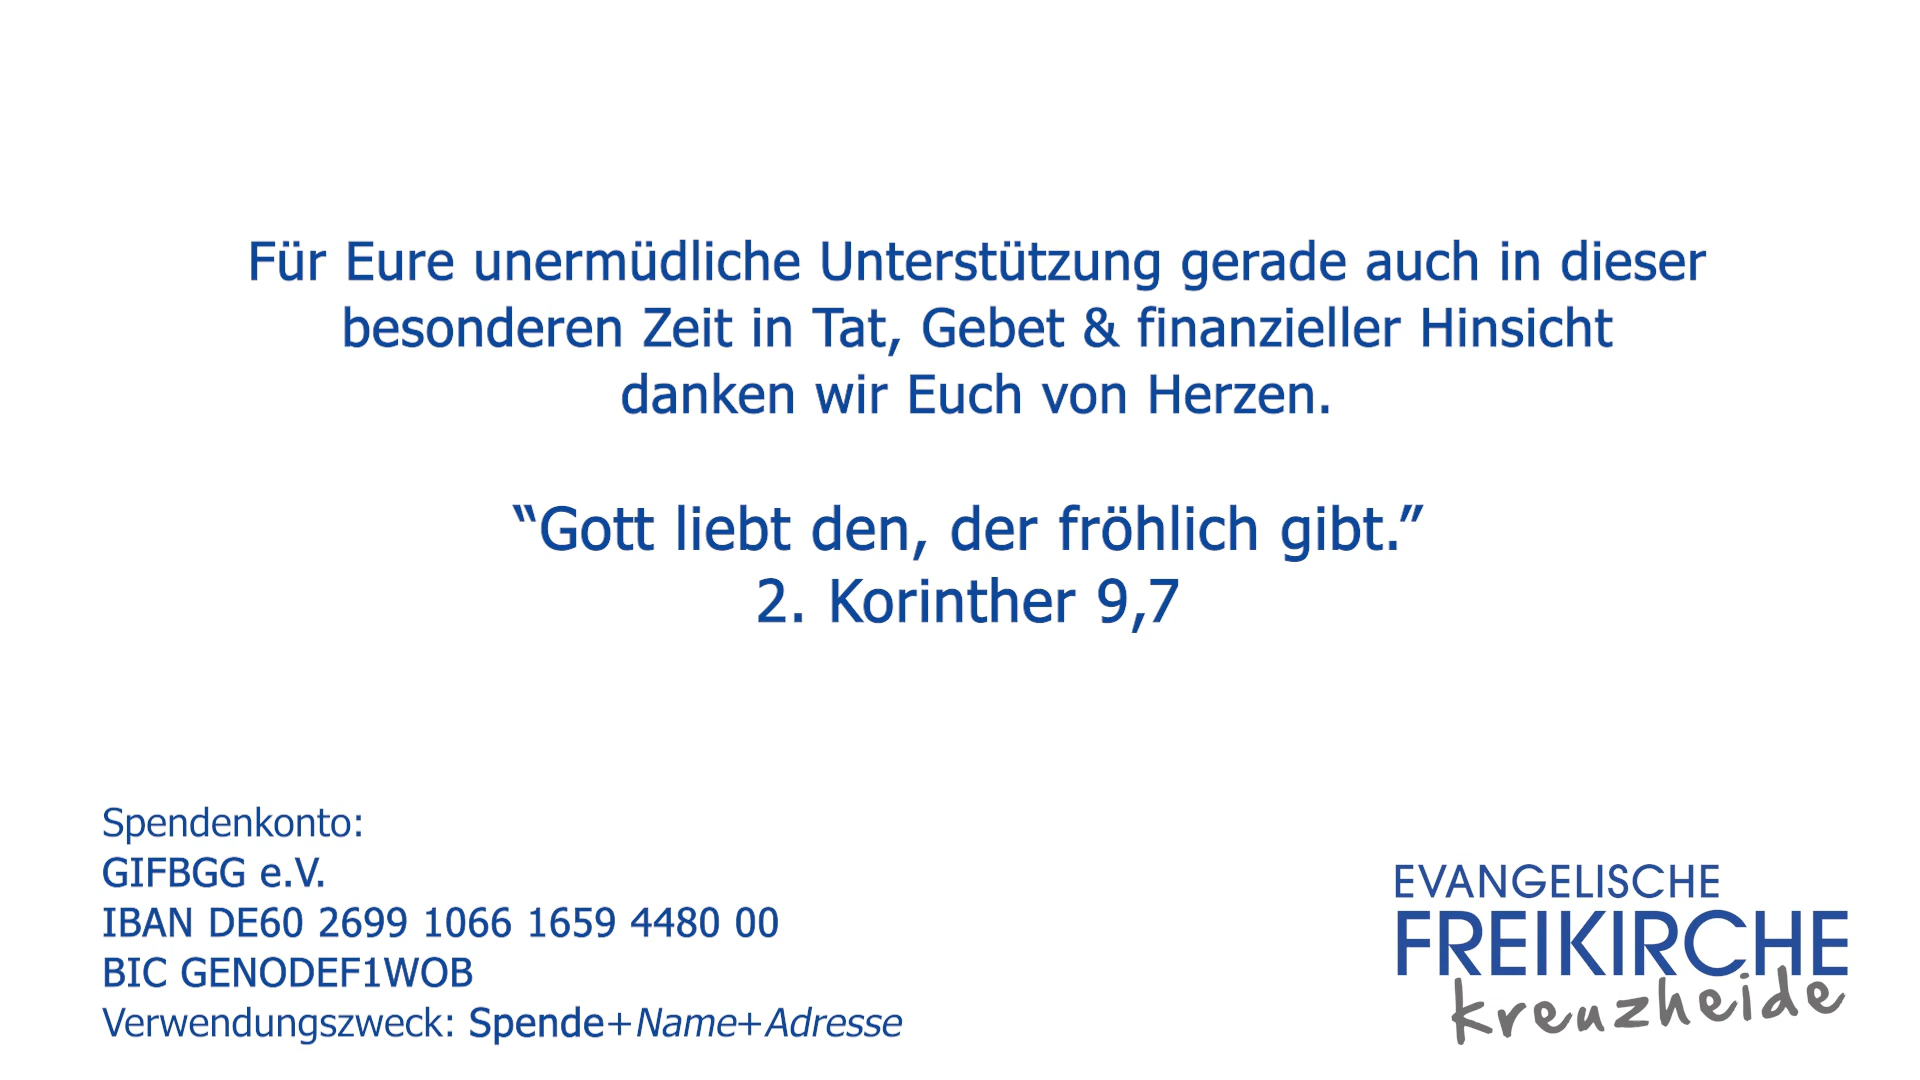 Für Eure unermüdliche Unterstützung gerade auch in dieser
besonderen Zeit in Tat, Gebet & finanzieller Hinsicht
danken wir Euch von Herzen.
“Gott liebt den, der fröhlich gibt.”
2. Korinther 9,7
Spendenkonto:
GIFBGG e.V.
IBAN DE60 2699 1066 1659 4480 00
BIC GENODEF1WOB
Verwendungszweck: Spende+Name+Adresse
EVANGELISCHE
FREIKIRCHE
kreuzheide